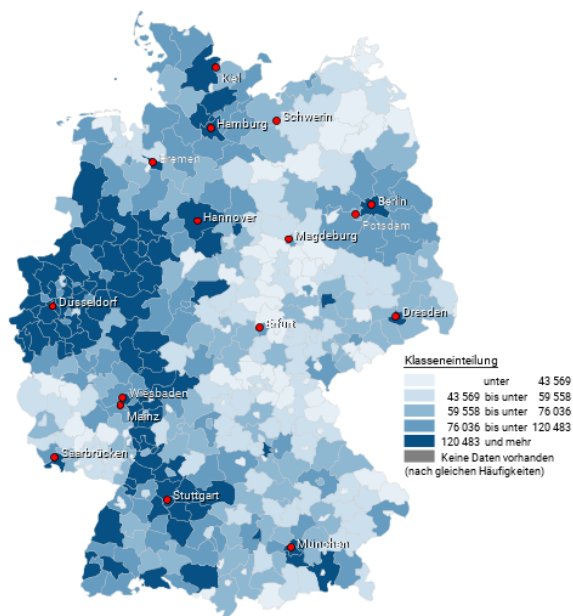 Kiel
Schwerin
Hamburg
Bremen
Berlin
Potsdam
Hannover
Magdeburg
Düsseldorf
Dresden
Erfurt
Wiesbaden
Mainz
Saarbrücken
Stuttgart
München
Klasseneinteilung
unter 43 569
43 569 bis unter 59 558
59 558 bis unter 76 036
76 036 bis unter 120 483
120 483 und mehr
Keine Daten vorhanden
(nach gleichen Häufigkeiten)